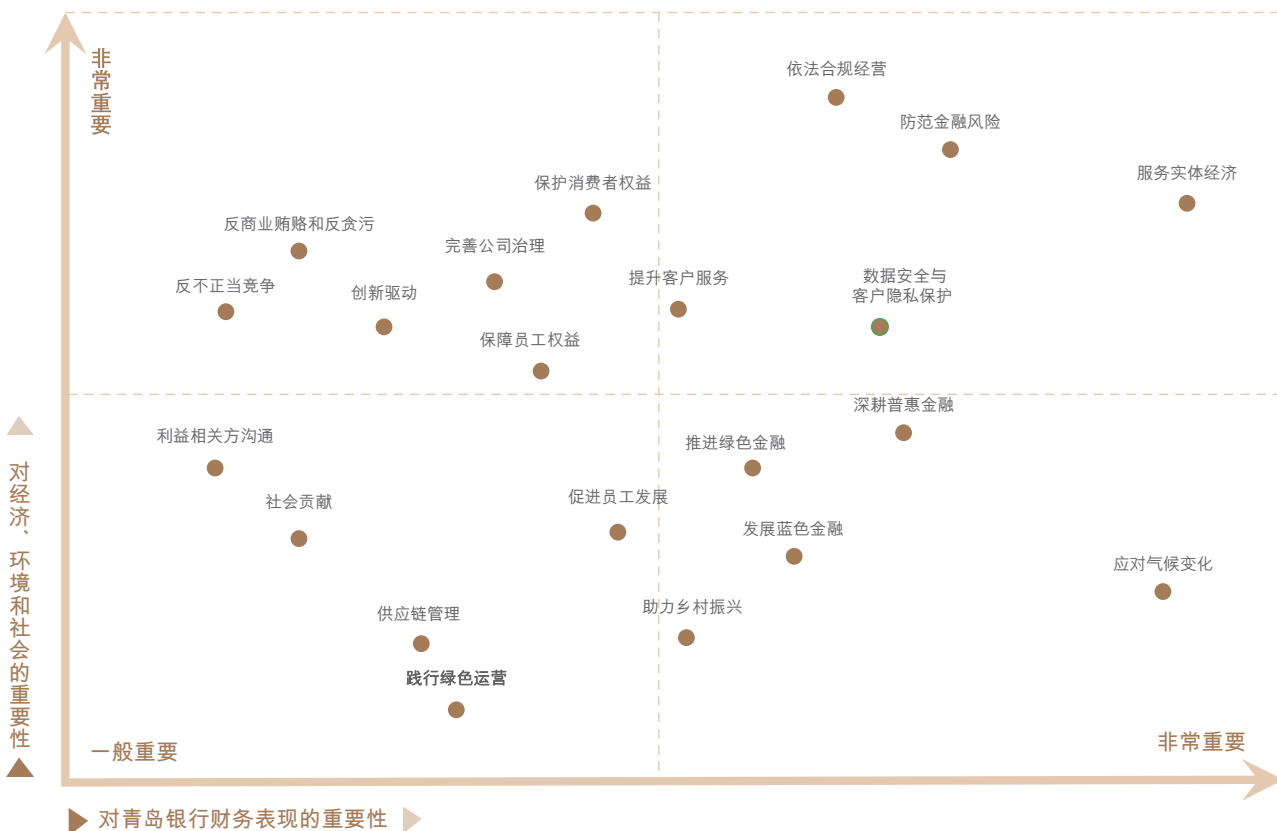 非常重要
依法合规经营
防范金融风险
服务实体经济
保护消费者权益
反商业贿赂和反贪污
完善公司治理
提升客户服务
数据安全与
客户隐私保护
反不正当竞争
创新驱动
保障员工权益
深耕普惠金融
利益相关方沟通
推进绿色金融
社会贡献
促进员工发展
发展蓝色金融
应对气候变化
供应链管理
助力乡村振兴
践行绿色运营
对经济、环境和社会的重要性
一般重要
非常重要
对青岛银行财务表现的重要性